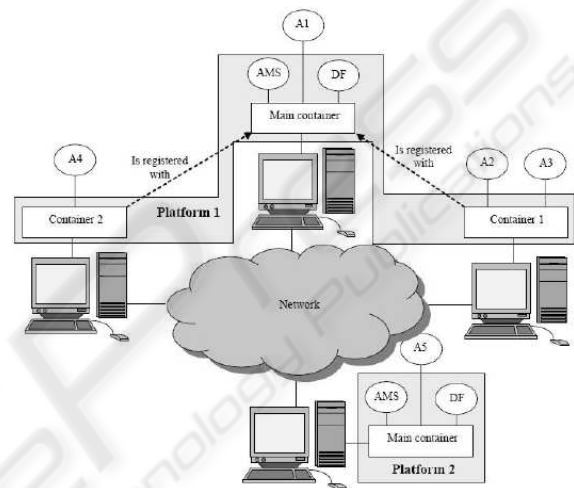 A1
AMS
DF
Main container
A4
Is registered
with
Is registered
with
A2
A3
Container 2
Platform 1
Container 1
Network
A5
AMS
DF
Main container
Platform 2